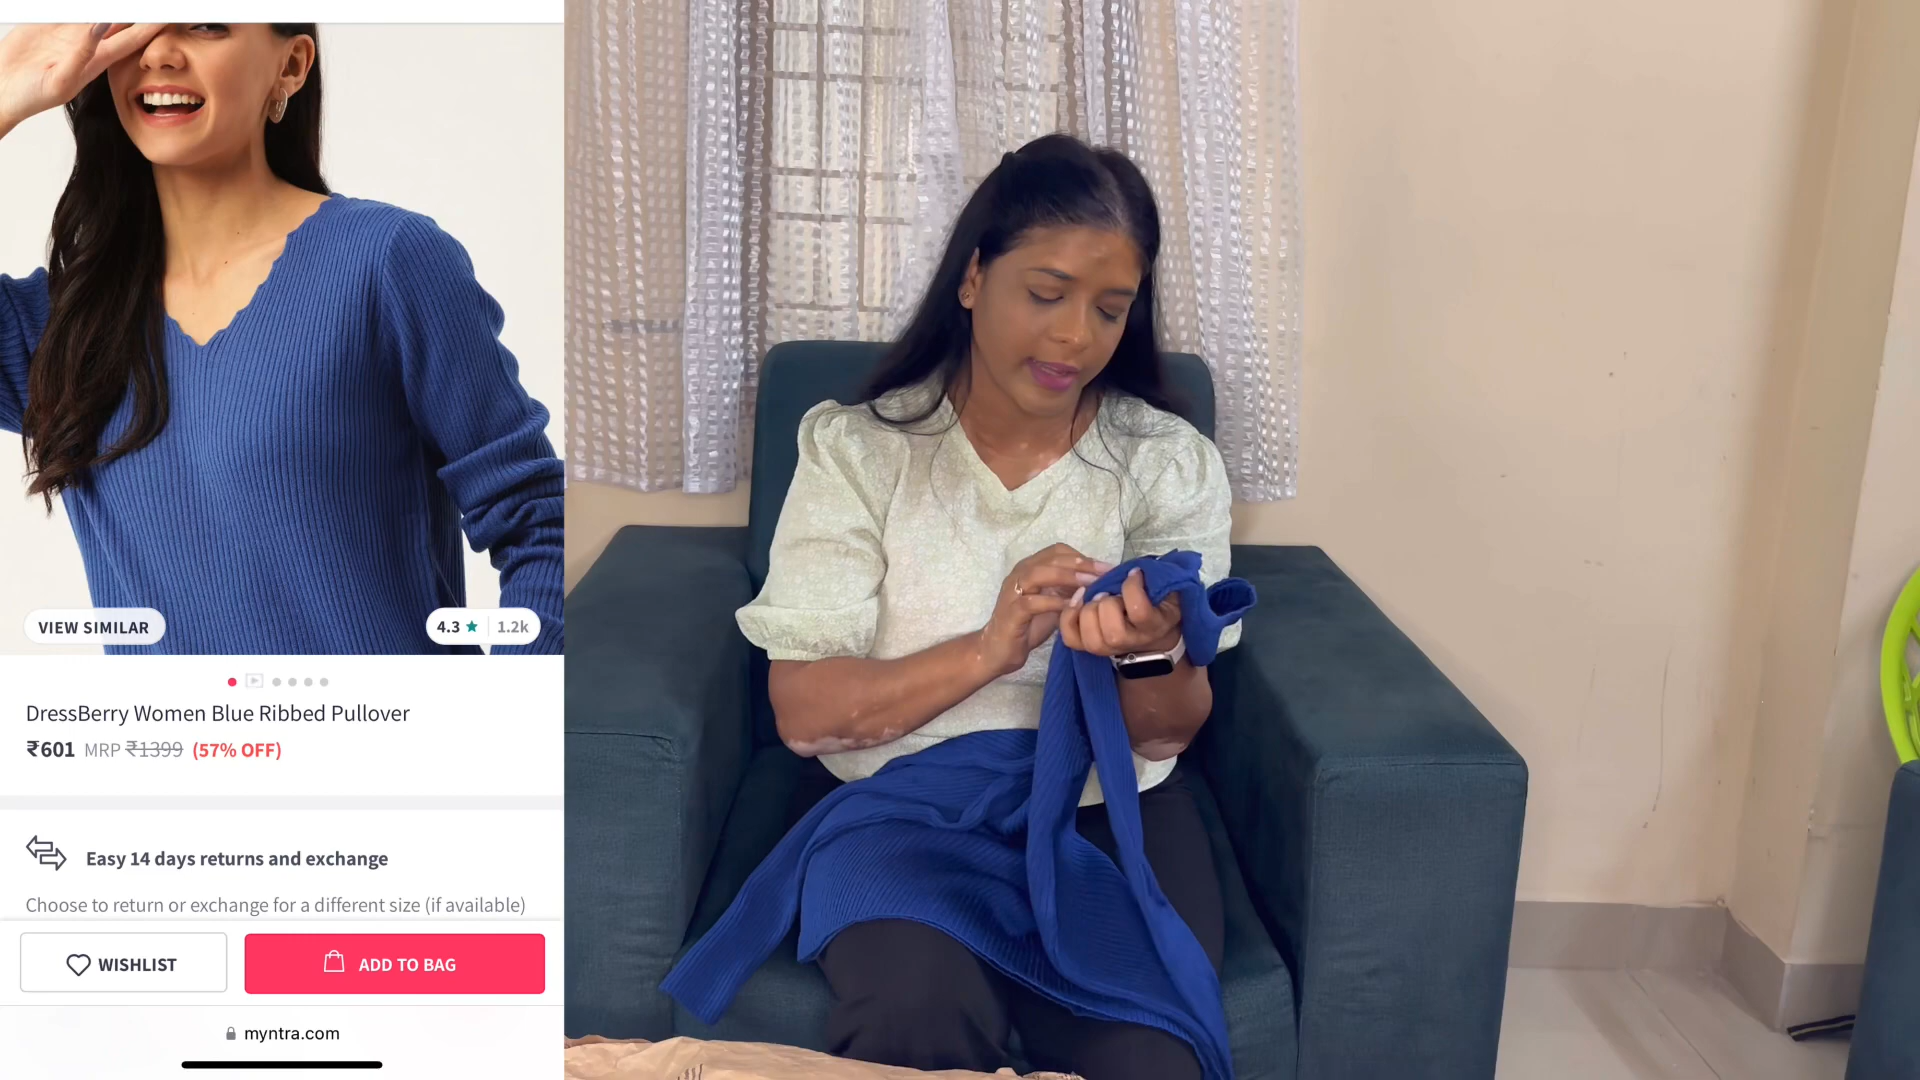 VIEW SIMILAR
4.3 ★ | 1.2k
DressBerry Women Blue Ribbed Pullover
₹601 MRP ₹1399 (57% OFF)
Easy 14 days returns and exchange
Choose to return or exchange for a different size (if available)
WISHLIST
ADD TO BAG
myntra.com